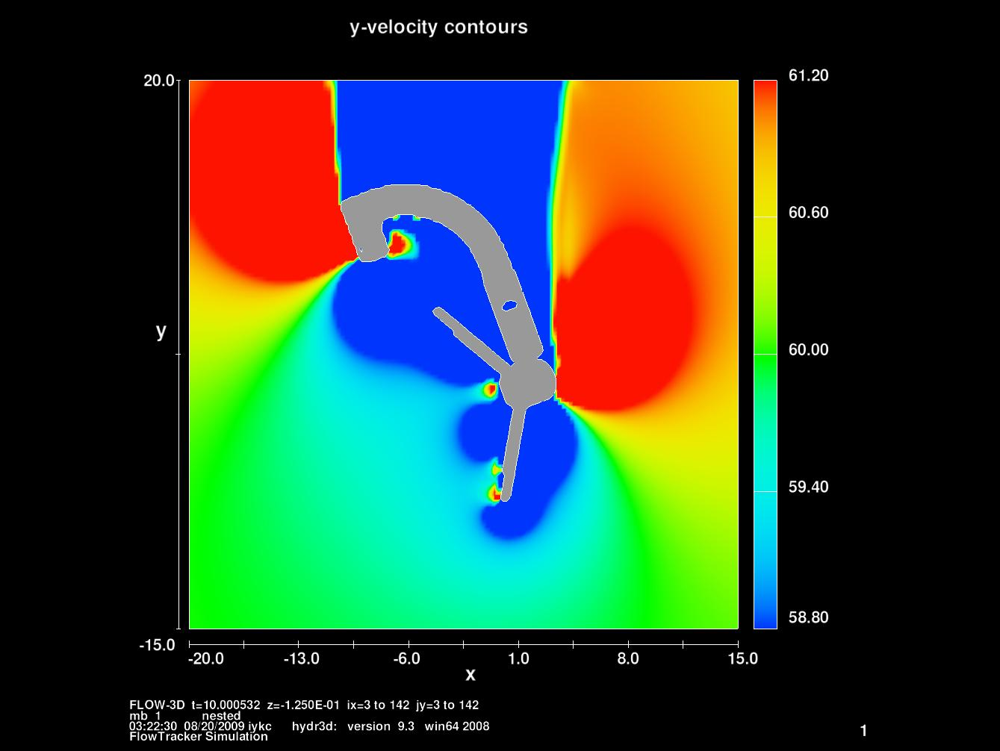 y-velocity contours
20.0
61.20
60.60
y
60.00
59.40
58.80
-15.0
-20.0 -13.0 -6.0 1.0 8.0 15.0
x
FLOW-3D t=10.000532 z=-1.250E-01 ix=3 to 142 jy=3 to 142
mb 1 nested
03:22:30 08/20/2009 iykc hydr3d: version 9.3 win64 2008
FlowTracker Simulation
1